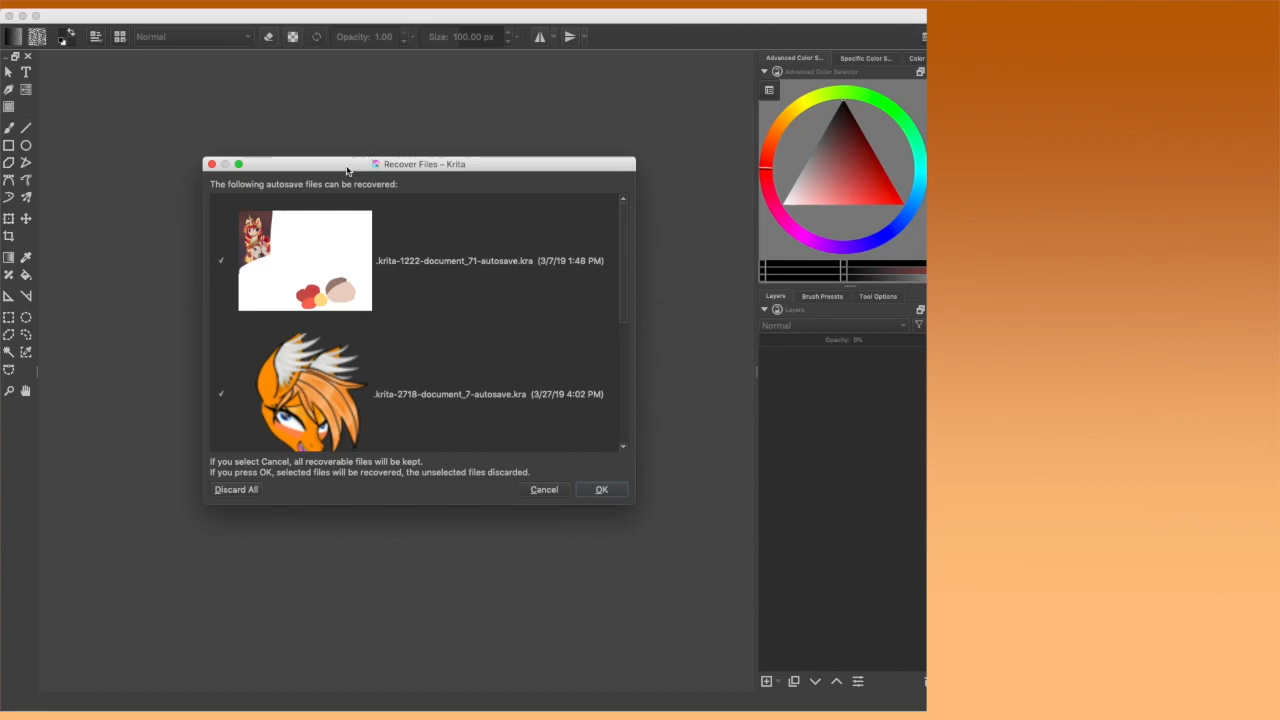 Normal
Opacity: 1.00
Size: 100.00 px
Advanced Color S...
Specific Color S...
Color
Advanced Color Selector
Recover Files – Krita
The following autosave files can be recovered:
.krita-1222-document_71-autosave.kra (3/7/19 1:48 PM)
.krita-2718-document_7-autosave.kra (3/27/19 4:02 PM)
If you select Cancel, all recoverable files will be kept.
If you press OK, selected files will be recovered, the unselected files discarded.
Discard All
Cancel
OK
Layers
Brush Presets
Tool Options
Layers
Normal
Opacity: 0%